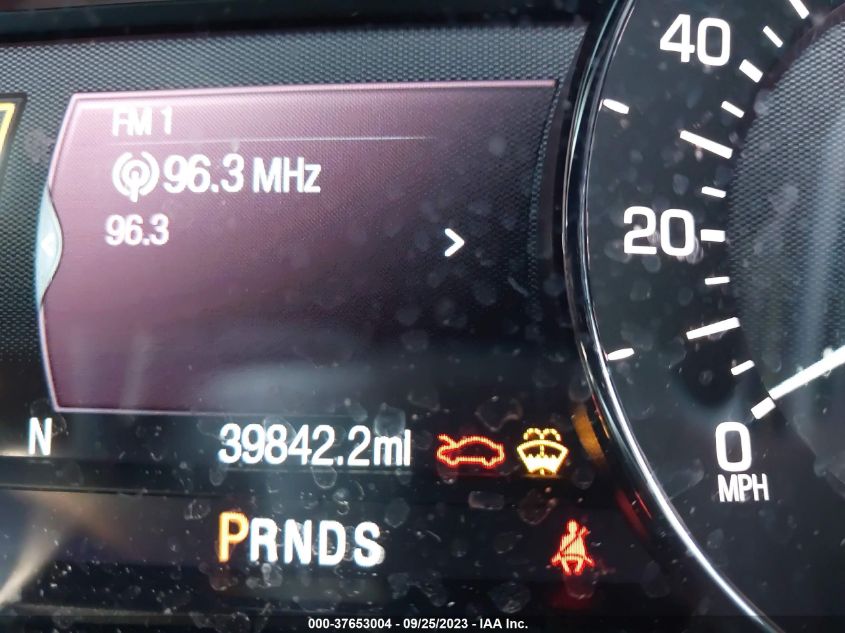 FM 1
96.3 MHz
96.3
N
39842.2mi
PRNDS
40
20
0
MPH
000-37653004 - 09/25/2023 - IAA Inc.